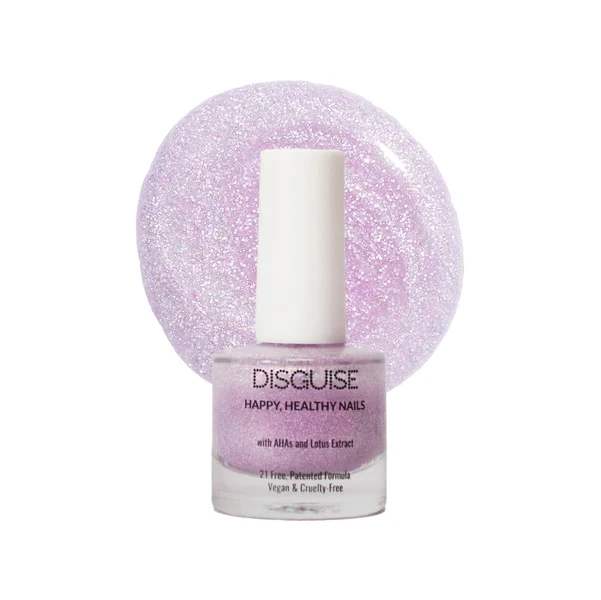 DISGUISE
HAPPY, HEALTHY NAILS
with AHAs and Lotus Extract
21 Free, Patented Formula
Vegan & Cruelty-Free